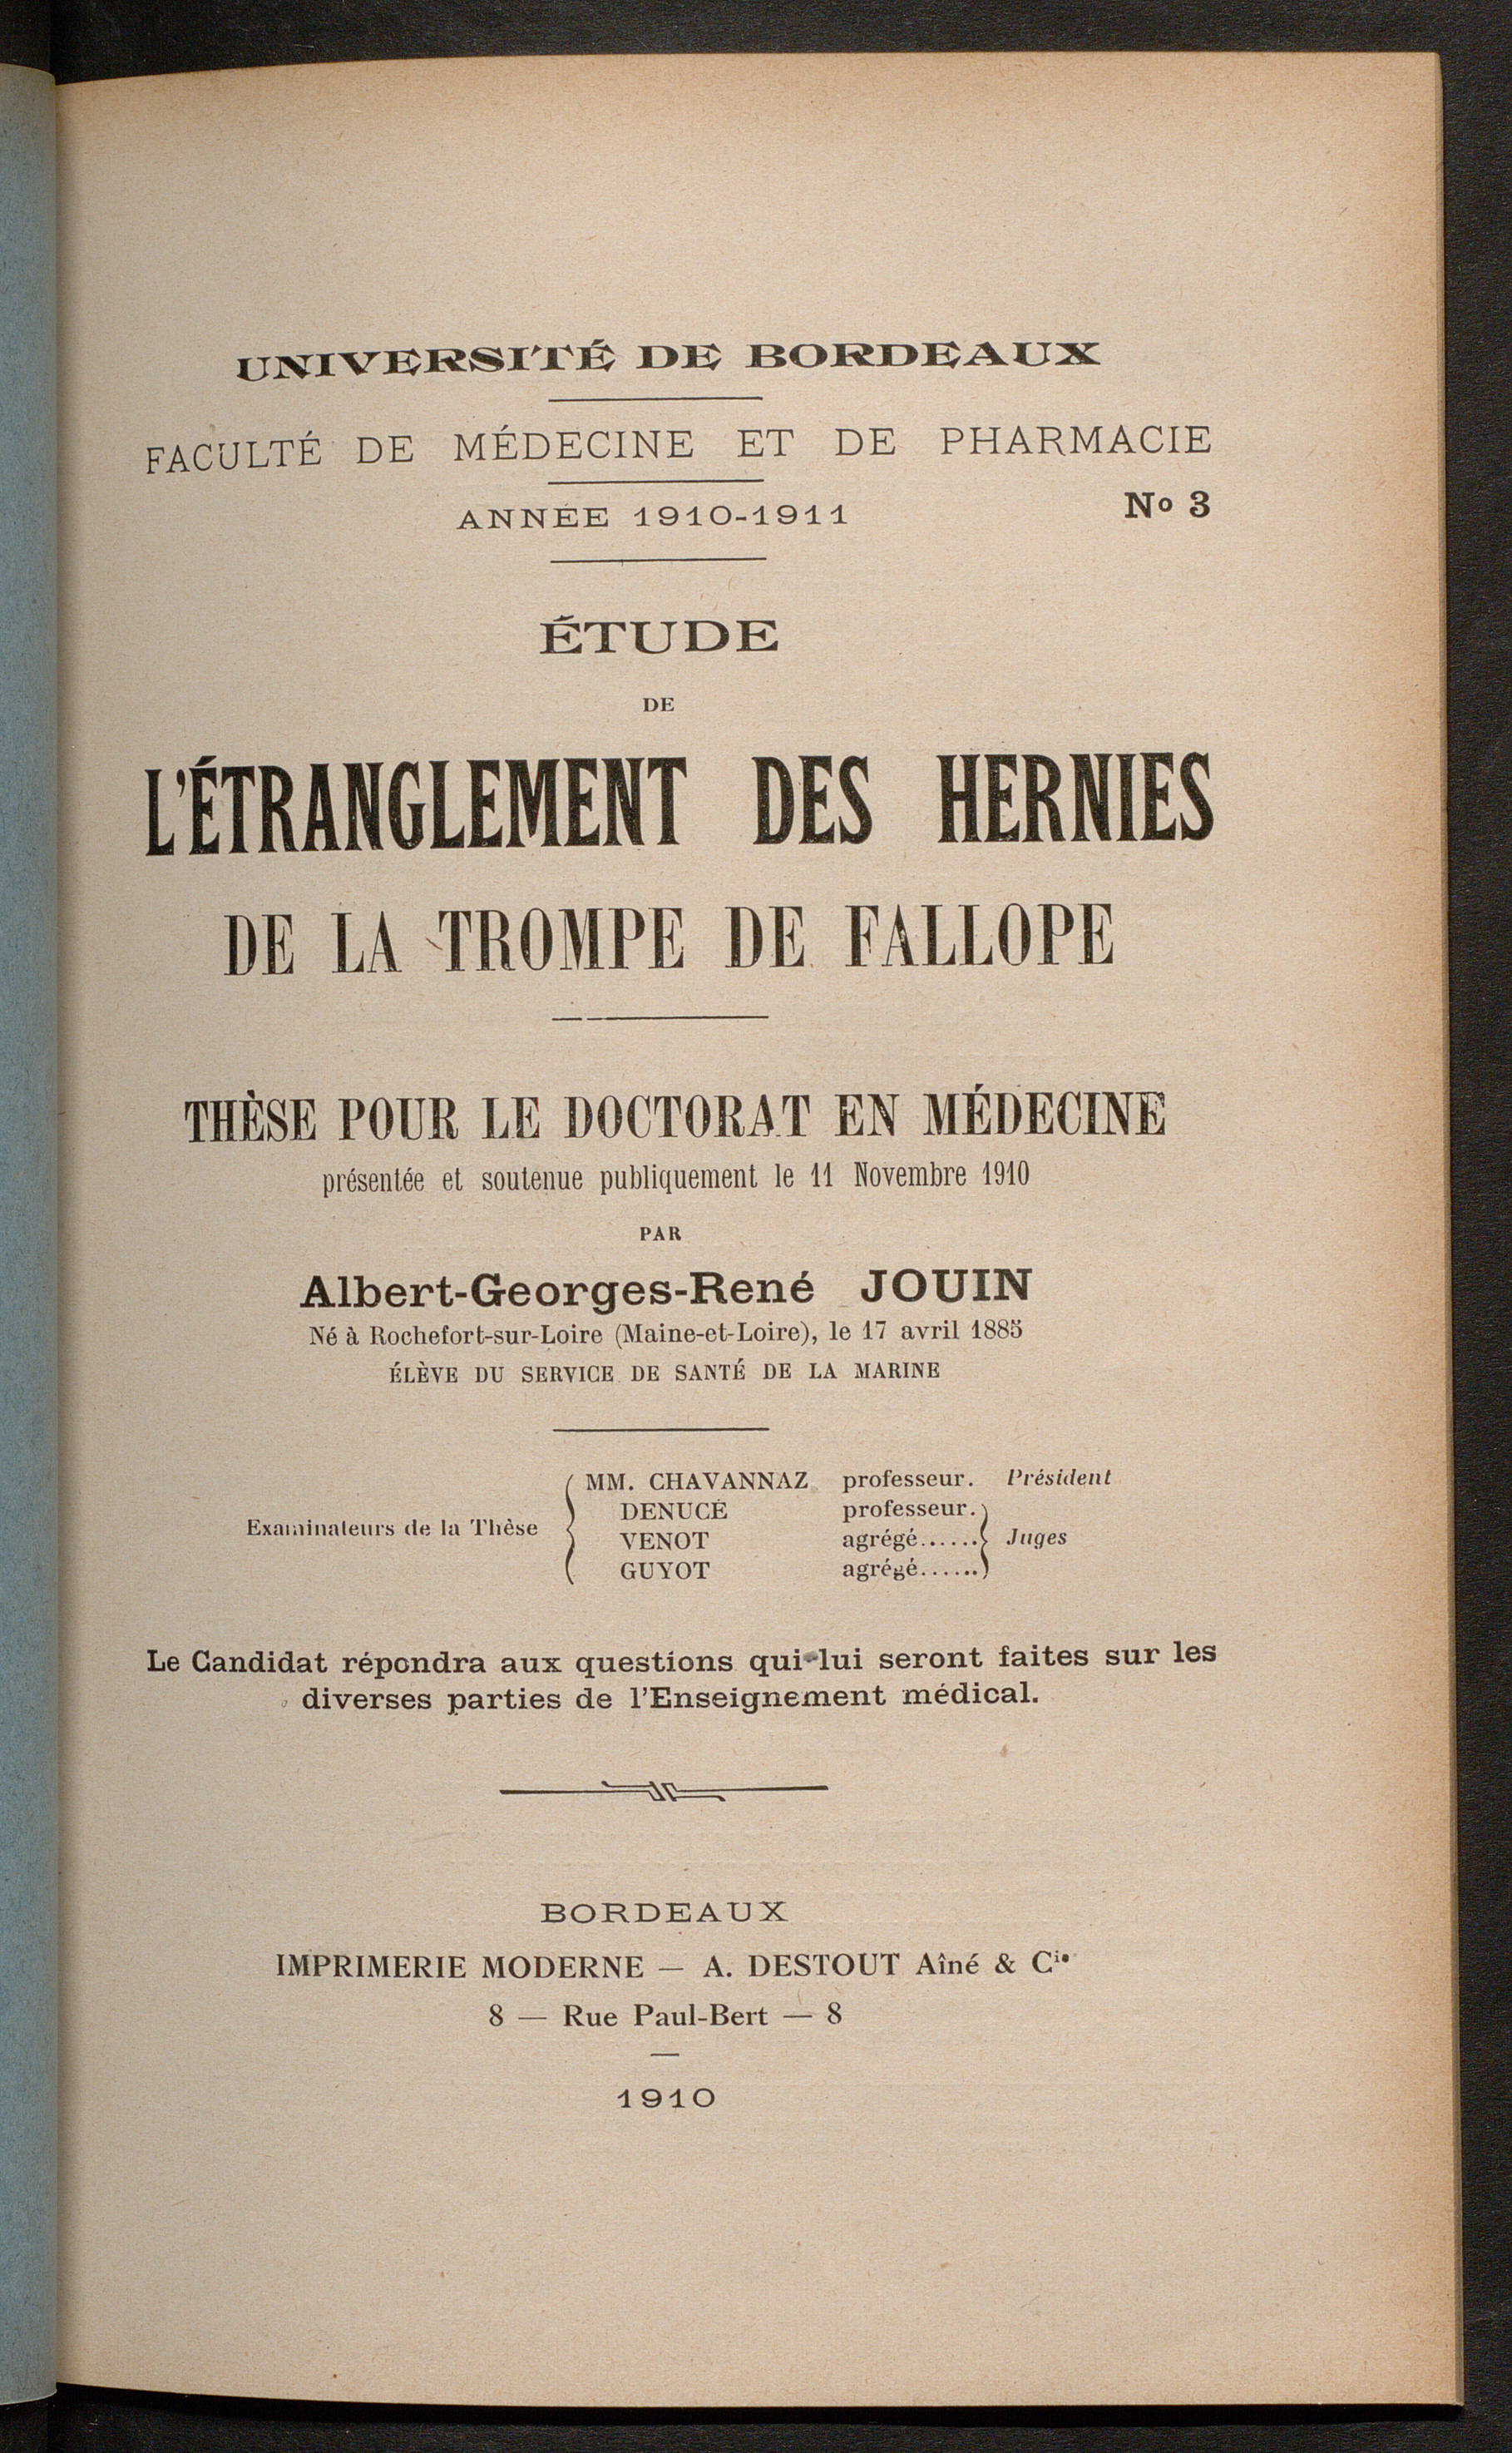 UNIVERSITÉ DE BORDEAUX
FACULTÉ DE MÉDECINE ET DE PHARMACIE
ANNÉE 1910-1911 No 3
ÉTUDE
DE
L'ÉTRANGLEMENT DES HERNIES
DE LA TROMPE DE FALLOPE
THÈSE POUR LE DOCTORAT EN MÉDECINE
présentée et soutenue publiquement le 11 Novembre 1910
PAR
Albert-Georges-René JOUIN
Né à Rochefort-sur-Loire (Maine-et-Loire), le 17 avril 1885
ÉLÈVE DU SERVICE DE SANTÉ DE LA MARINE
Examinateurs de la Thèse
MM. CHAVANNAZ professeur. Président
DENUCÉ professeur.
VENOT agrégé...... Juges
GUYOT agrégé......
Le Candidat répondra aux questions qui lui seront faites sur les
diverses parties de l'Enseignement médical.
BORDEAUX
IMPRIMERIE MODERNE — A. DESTOUT Aîné & Cie
8 — Rue Paul-Bert — 8
1910